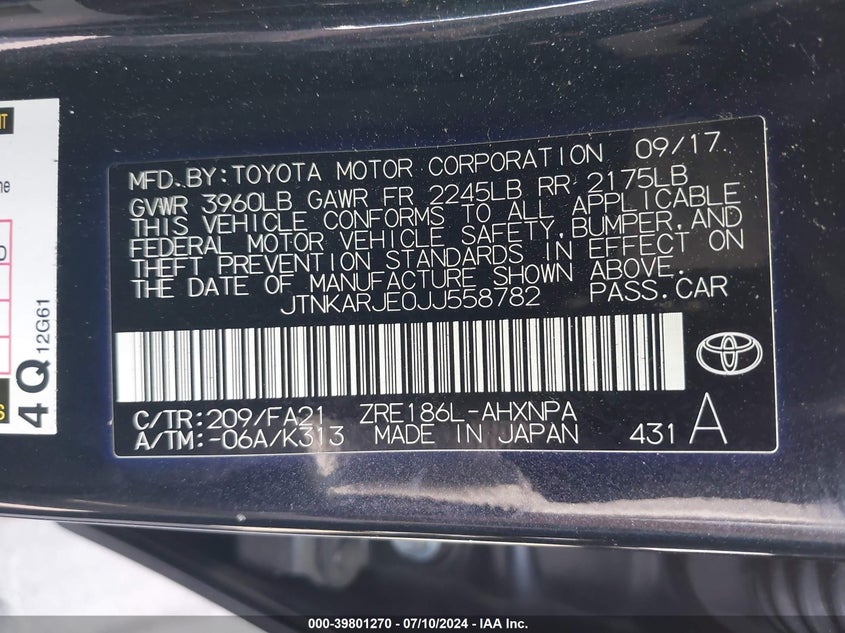 MFD.BY:TOYOTA MOTOR CORPORATION 09/17
GVWR 3960LB GAWR FR 2245LB RR 2175LB
THIS VEHICLE CONFORMS TO ALL APPLICABLE
FEDERAL MOTOR VEHICLE SAFETY,BUMPER,AND
THEFT PREVENTION STANDARDS IN EFFECT ON
THE DATE OF MANUFACTURE SHOWN ABOVE.
JTNKARJE0JJ558782 PASS.CAR
C/TR:209/FA21 ZRE186L-AHXNPA
A/TM:-06A/K313 MADE IN JAPAN 431 A
4Q 12G61
000-39801270 - 07/10/2024 - IAA Inc.